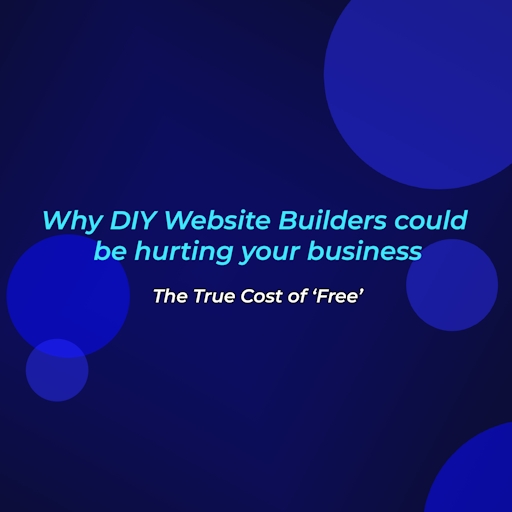 Why DIY Website Builders could
be hurting your business
The True Cost of ‘Free’